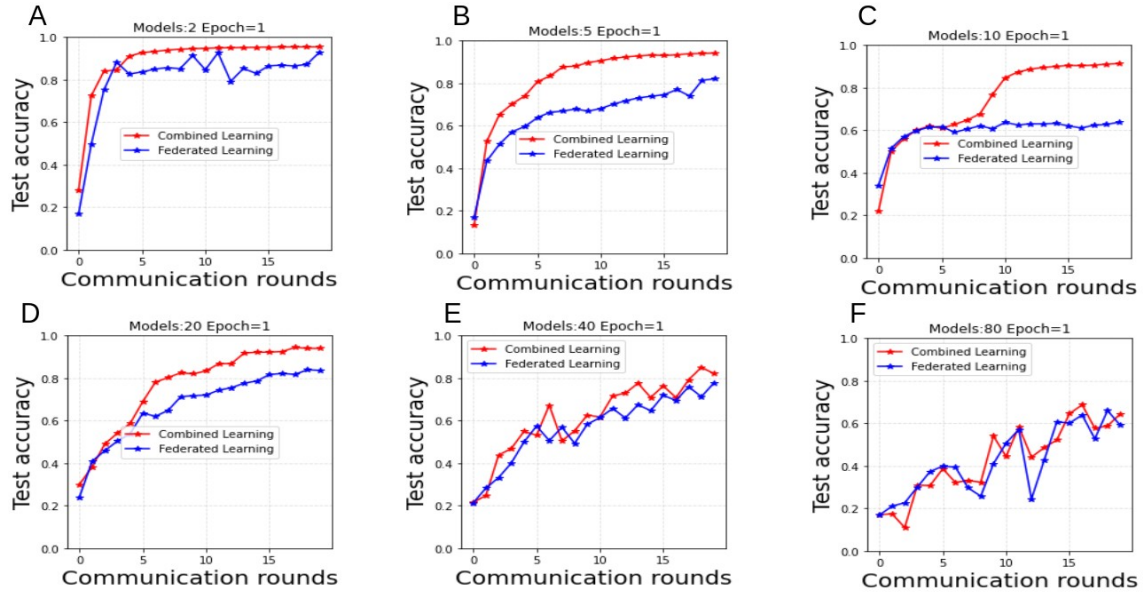 A
Models:2 Epoch=1
Test accuracy
1.0
0.8
0.6
0.4
0.2
0.0
Combined Learning
Federated Learning
0 5 10 15
Communication rounds
B
Models:5 Epoch=1
Test accuracy
1.0
0.8
0.6
0.4
0.2
0.0
Combined Learning
Federated Learning
0 5 10 15
Communication rounds
C
Models:10 Epoch=1
Test accuracy
1.0
0.8
0.6
0.4
0.2
0.0
Combined Learning
Federated Learning
0 5 10 15
Communication rounds
D
Models:20 Epoch=1
Test accuracy
1.0
0.8
0.6
0.4
0.2
0.0
Combined Learning
Federated Learning
0 5 10 15
Communication rounds
E
Models:40 Epoch=1
Test accuracy
1.0
0.8
0.6
0.4
0.2
0.0
Combined Learning
Federated Learning
0 5 10 15
Communication rounds
F
Models:80 Epoch=1
Test accuracy
1.0
0.8
0.6
0.4
0.2
0.0
Combined Learning
Federated Learning
0 5 10 15
Communication rounds